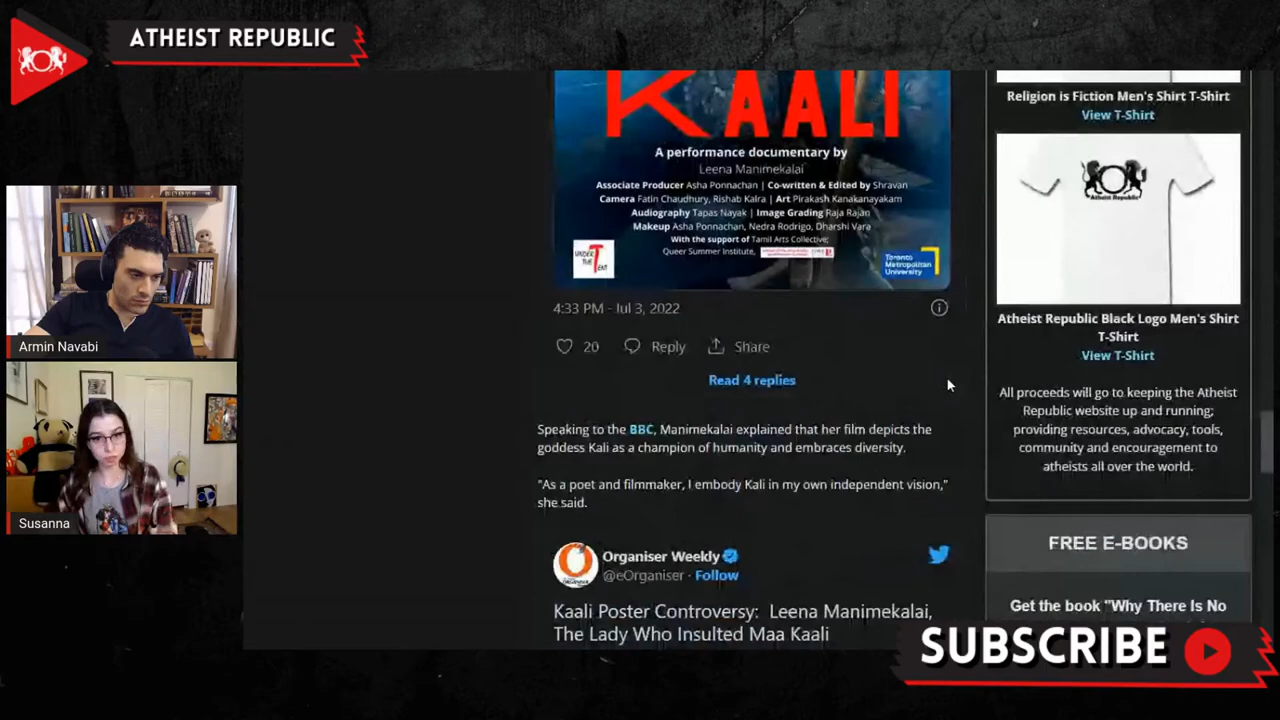 ATHEIST REPUBLIC
Armin Navabi
Susanna
KAALI
A performance documentary by
Leena Manimekalai
Associate Producer Asha Ponnachan | Co-written & Edited by Shravan
Camera Fatin Chaudhury, Rishab Kalra | Art Pirakash Kanakanayakam
Audiography Tapas Nayak | Image Grading Raja Rajan
Makeup Asha Ponnachan, Nedra Rodrigo, Dharshi Vara
With the support of Tamil Arts Collective;
Queer Summer Institute,
UNDER
THE TENT
Toronto
Metropolitan
University
4:33 PM · Jul 3, 2022
20 Reply Share
Read 4 replies
Speaking to the BBC, Manimekalai explained that her film depicts the
goddess Kali as a champion of humanity and embraces diversity.
"As a poet and filmmaker, I embody Kali in my own independent vision,"
she said.
Organiser Weekly
@eOrganiser · Follow
Kaali Poster Controversy: Leena Manimekalai,
The Lady Who Insulted Maa Kaali
Religion is Fiction Men's Shirt T-Shirt
View T-Shirt
Atheist Republic
Atheist Republic Black Logo Men's Shirt
T-Shirt
View T-Shirt
All proceeds will go to keeping the Atheist
Republic website up and running;
providing resources, advocacy, tools,
community and encouragement to
atheists all over the world.
FREE E-BOOKS
Get the book "Why There Is No
SUBSCRIBE